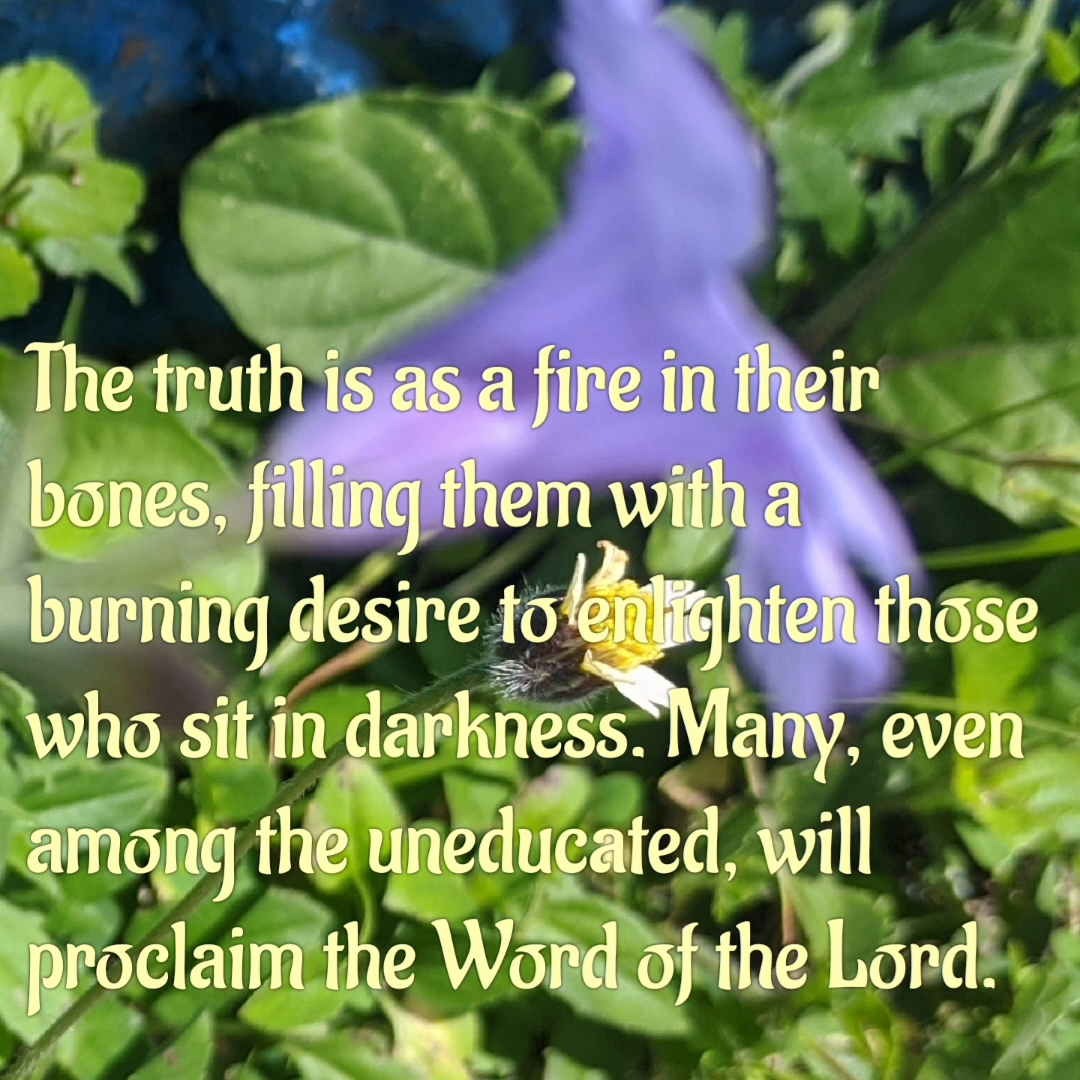 The truth is as a fire in their
bones, filling them with a
burning desire to enlighten those
who sit in darkness. Many, even
among the uneducated, will
proclaim the Word of the Lord.